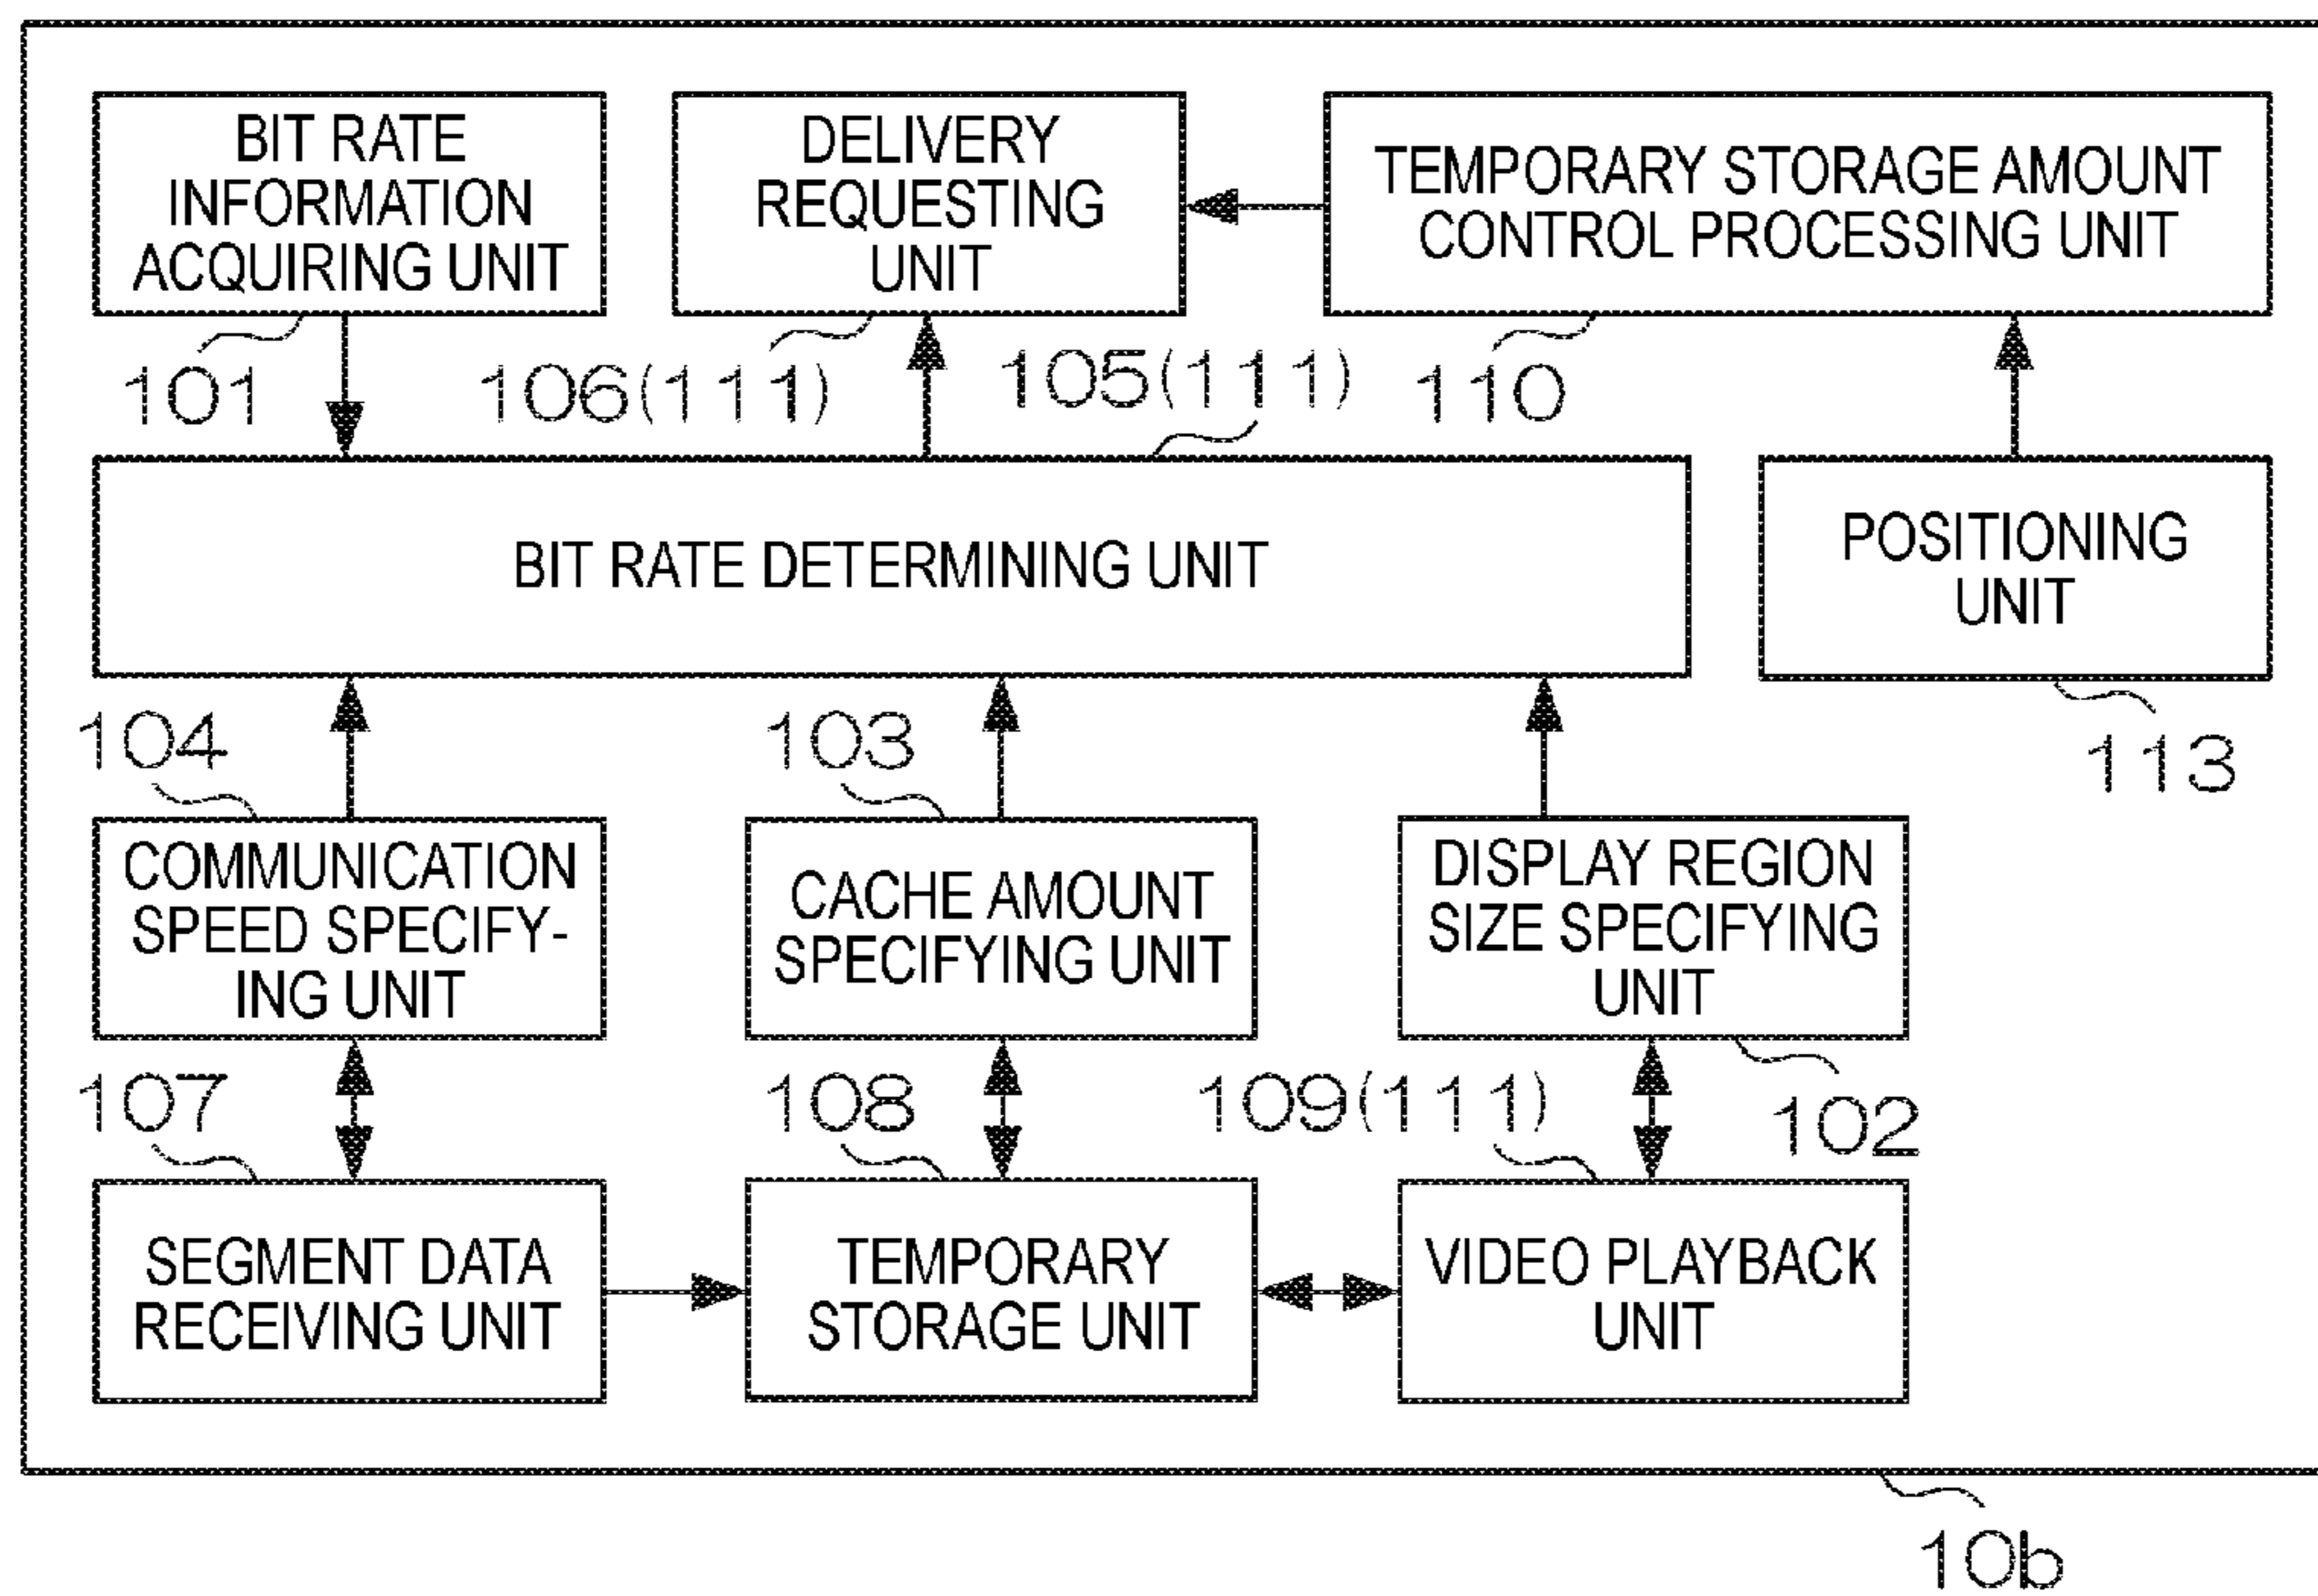 BIT RATE
INFORMATION
ACQUIRING UNIT
DELIVERY
REQUESTING
UNIT
TEMPORARY STORAGE AMOUNT
CONTROL PROCESSING UNIT
101
106(111)
105(111)
110
BIT RATE DETERMINING UNIT
POSITIONING
UNIT
104
103
113
COMMUNICATION
SPEED SPECIFY-
ING UNIT
CACHE AMOUNT
SPECIFYING UNIT
DISPLAY REGION
SIZE SPECIFYING
UNIT
107
108
109(111)
102
SEGMENT DATA
RECEIVING UNIT
TEMPORARY
STORAGE UNIT
VIDEO PLAYBACK
UNIT
10b